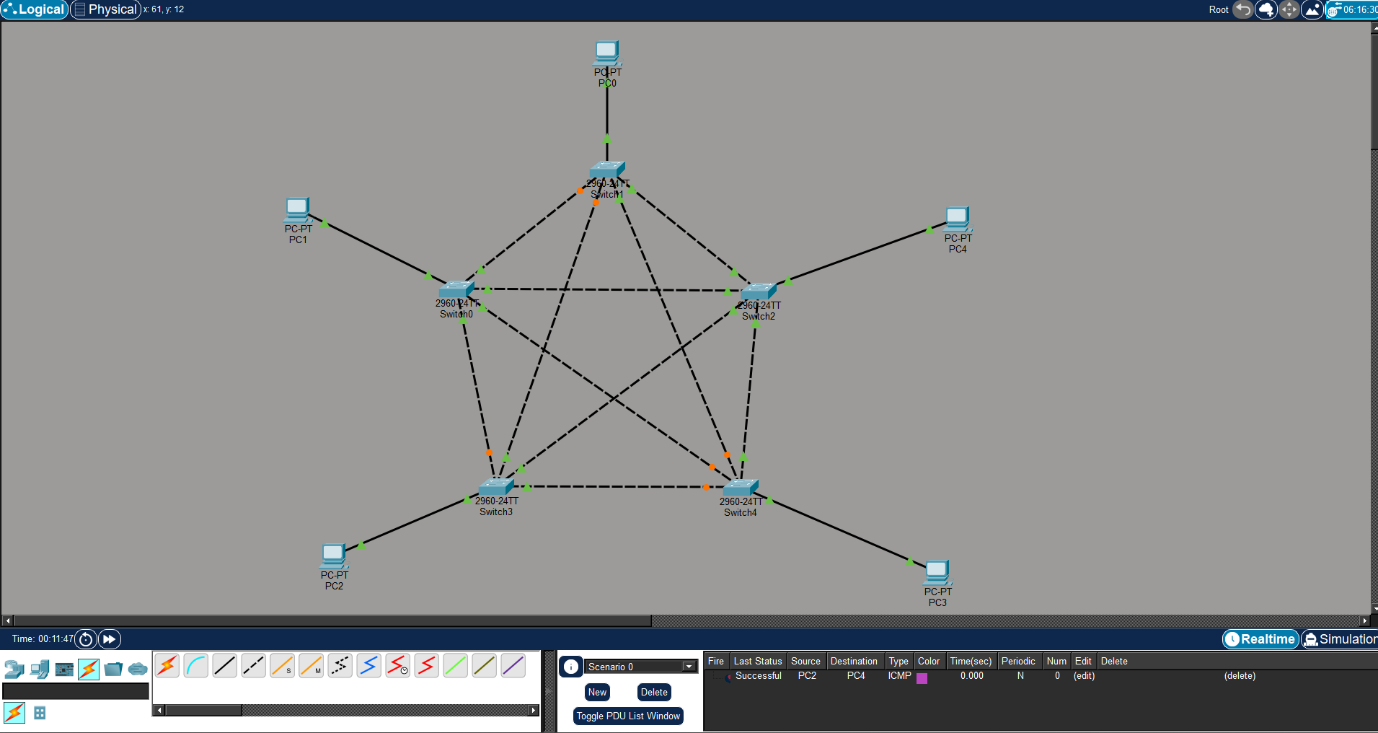 Logical Physical x: 61, y: 12 Root 06:16:30
PC-PT
PC0
2960-24TT
Switch1
PC-PT
PC1
PC-PT
PC4
2960-24TT
Switch0
2960-24TT
Switch2
2960-24TT
Switch3
2960-24TT
Switch4
PC-PT
PC2
PC-PT
PC3
Time: 00:11:47 Realtime Simulation
S M
Scenario 0
New Delete
Toggle PDU List Window
Fire Last Status Source Destination Type Color Time(sec) Periodic Num Edit Delete
Successful PC2 PC4 ICMP 0.000 N 0 (edit) (delete)